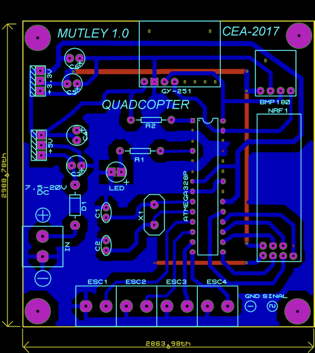 MUTLEY 1.0
CEA-2017
GY-251
+3.3V
QUADCOPTER
BMP180
NRF1
R2
+5V
R1
LED
ATMEGA328P
7.5-20V
DC
D1
C1
X1
C2
IN
ESC1
ESC2
ESC3
ESC4
GND SINAL
2988,78th
2863,98th